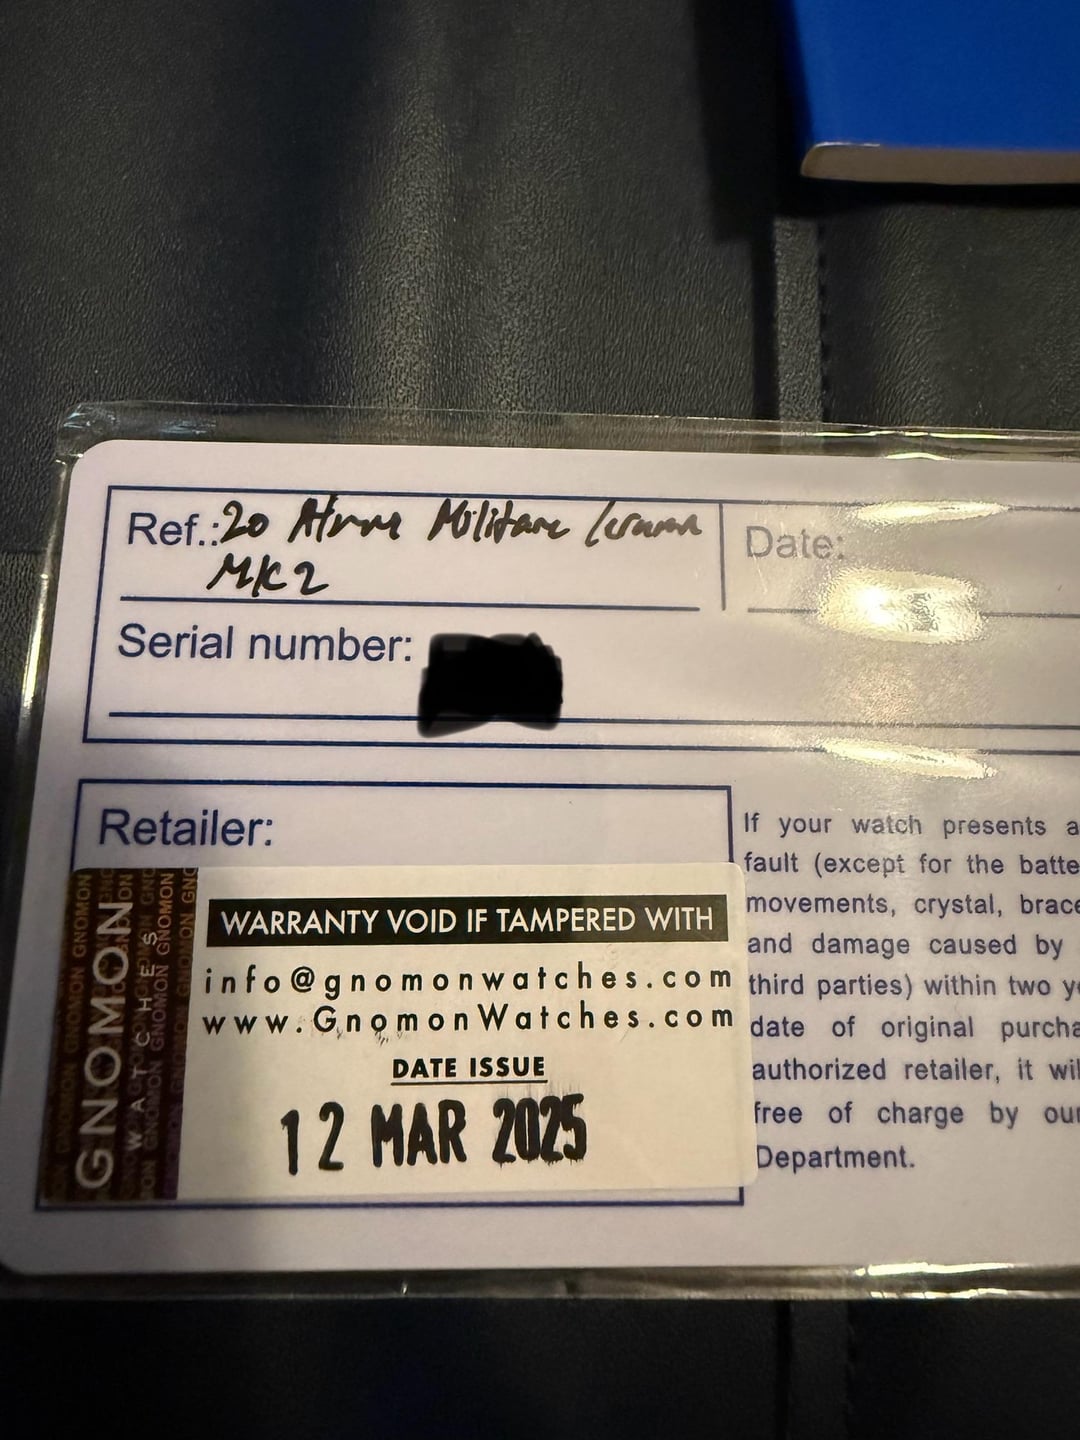 Ref.: 20 Atmos Militare Ceramic
MK2
Date:
Serial number:
Retailer:
GNOMON
WATCHES
WARRANTY VOID IF TAMPERED WITH
info@gnomonwatches.com
www.GnomonWatches.com
DATE ISSUE
12 MAR 2025
If your watch presents a
fault (except for the batte
movements, crystal, brace
and damage caused by
third parties) within two ye
date of original purcha
authorized retailer, it wil
free of charge by our
Department.